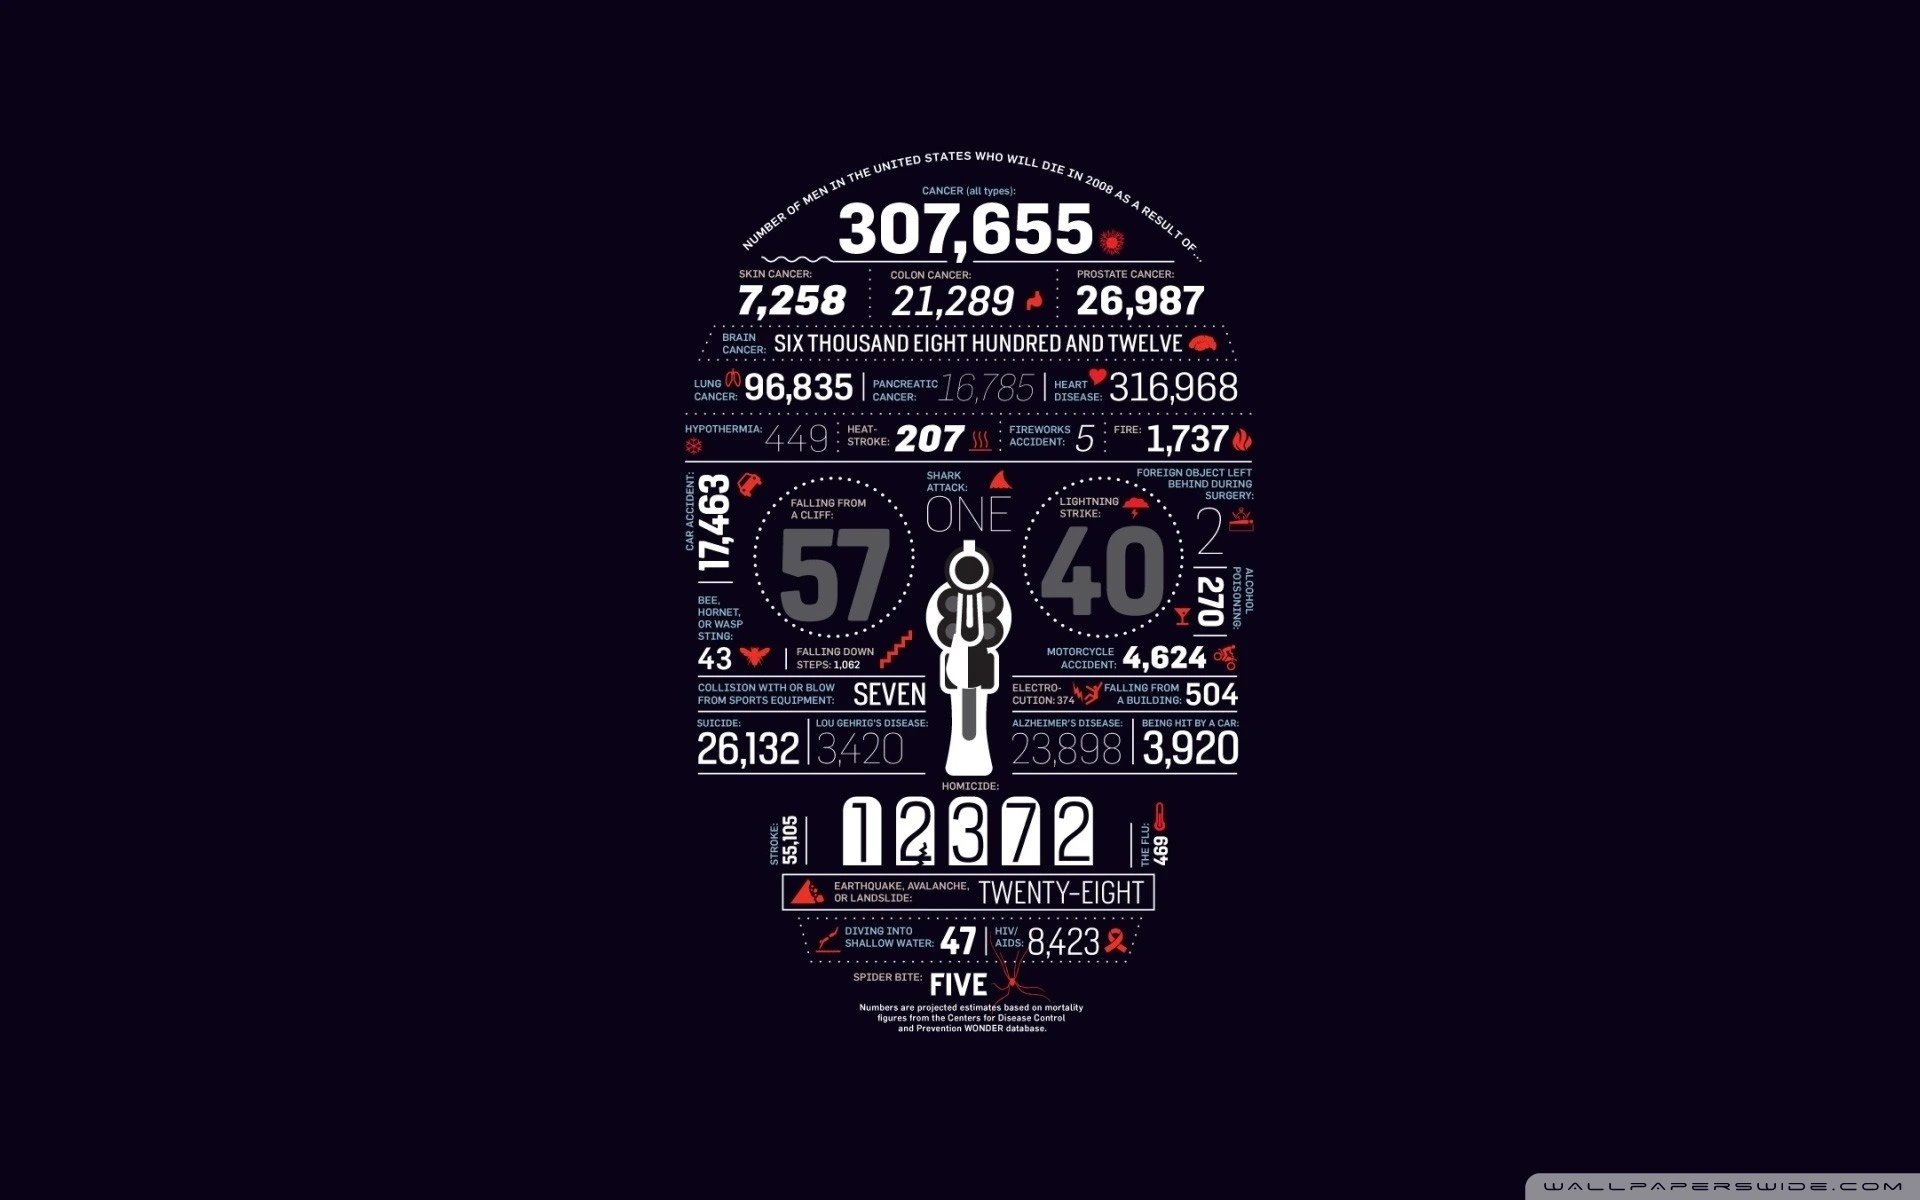 NUMBER OF MEN IN THE UNITED STATES WHO WILL DIE IN 2008 AS A RESULT OF...
CANCER (all types):
307,655
SKIN CANCER:
7,258
COLON CANCER:
21,289
PROSTATE CANCER:
26,987
BRAIN
CANCER:
SIX THOUSAND EIGHT HUNDRED AND TWELVE
LUNG
CANCER:
96,835
PANCREATIC
CANCER:
16,785
HEART
DISEASE:
316,968
HYPOTHERMIA:
449
HEAT-
STROKE:
207
FIREWORKS
ACCIDENT:
5
FIRE:
1,737
CAR ACCIDENT:
17,463
FALLING FROM
A CLIFF:
57
SHARK
ATTACK:
ONE
LIGHTNING
STRIKE:
40
FOREIGN OBJECT LEFT
BEHIND DURING
SURGERY:
2
ALCOHOL
POISONING:
270
BEE,
HORNET,
OR WASP
STING:
43
FALLING DOWN
STEPS: 1,062
MOTORCYCLE
ACCIDENT:
4,624
COLLISION WITH OR BLOW
FROM SPORTS EQUIPMENT:
SEVEN
ELECTRO-
CUTION: 374
FALLING FROM
A BUILDING:
504
SUICIDE:
26,132
LOU GEHRIG'S DISEASE:
3,420
ALZHEIMER'S DISEASE:
23,898
BEING HIT BY A CAR:
3,920
HOMICIDE:
12372
STROKE:
55,105
THE FLU:
469
EARTHQUAKE, AVALANCHE,
OR LANDSLIDE:
TWENTY-EIGHT
DIVING INTO
SHALLOW WATER:
47
HIV/
AIDS:
8,423
SPIDER BITE:
FIVE
Numbers are projected estimates based on mortality
figures from the Centers for Disease Control
and Prevention WONDER database.
WALLPAPERSWIDE.COM